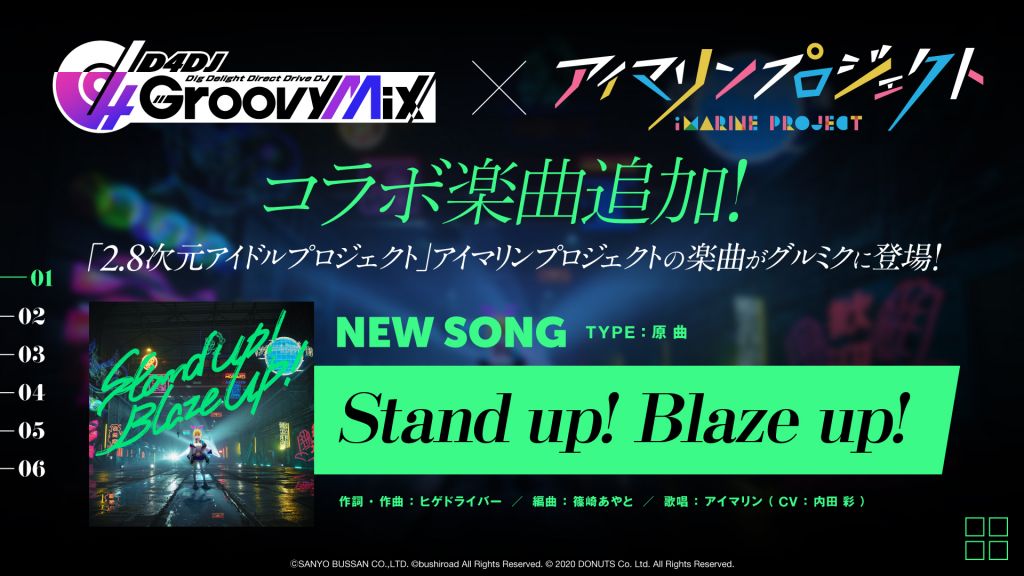 D4DJ
Dig Delight Direct Drive DJ
GroovyMix
×
アイマリンプロジェクト
iMARINE PROJECT
コラボ楽曲追加!
「2.8次元アイドルプロジェクト」アイマリンプロジェクトの楽曲がグルミクに登場!
01
02
03
04
05
06
Stand up!
Blaze up!
NEW SONG TYPE:原曲
Stand up! Blaze up!
作詞・作曲:ヒゲドライバー / 編曲:篠崎あやと / 歌唱:アイマリン(CV:内田 彩)
©SANYO BUSSAN CO.,LTD. ©bushiroad All Rights Reserved. © 2020 DONUTS Co. Ltd. All Rights Reserved.